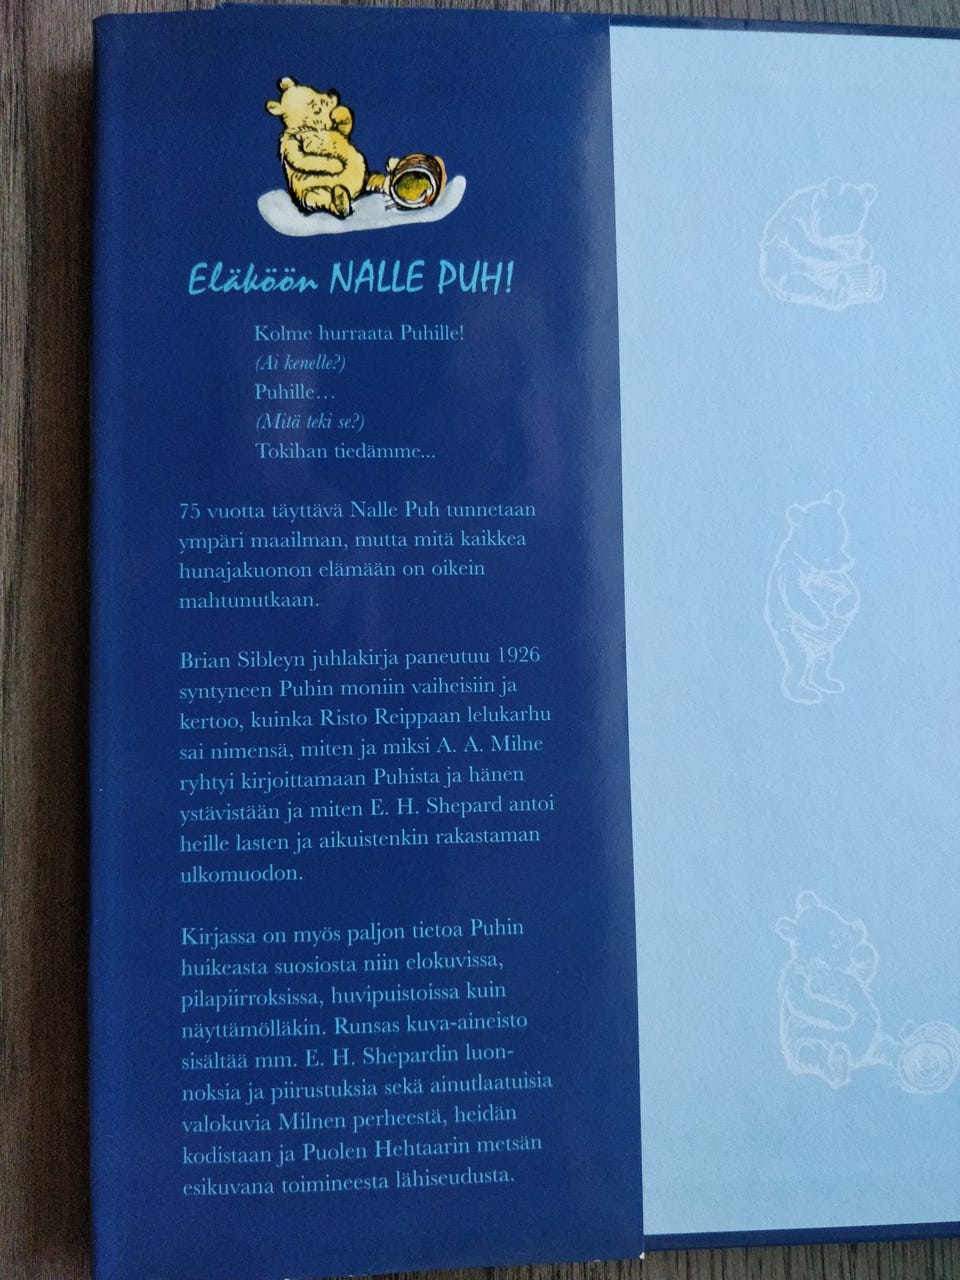 Eläköön NALLE PUH!
Kolme hurraata Puhille!
(Ai kenelle?)
Puhille...
(Mitä teki se?)
Tokihan tiedämme...
75 vuotta täyttävä Nalle Puh tunnetaan
ympäri maailman, mutta mitä kaikkea
hunajakuonon elämään on oikein
mahtunutkaan.
Brian Sibleyn juhlakirja paneutuu 1926
syntyneen Puhin moniin vaiheisiin ja
kertoo, kuinka Risto Reippaan lelukarhu
sai nimensä, miten ja miksi A. A. Milne
ryhtyi kirjoittamaan Puhista ja hänen
ystävistään ja miten E. H. Shepard antoi
heille lasten ja aikuistenkin rakastaman
ulkomuodon.
Kirjassa on myös paljon tietoa Puhin
huikeasta suosiosta niin elokuvissa,
pilapiirroksissa, huvipuistoissa kuin
näyttämölläkin. Runsas kuva-aineisto
sisältää mm. E. H. Shepardin luon-
noksia ja piirustuksia sekä ainutlaatuisia
valokuvia Milnen perheestä, heidän
kodistaan ja Puolen Hehtaarin metsän
esikuvana toimineesta lähiseudusta.